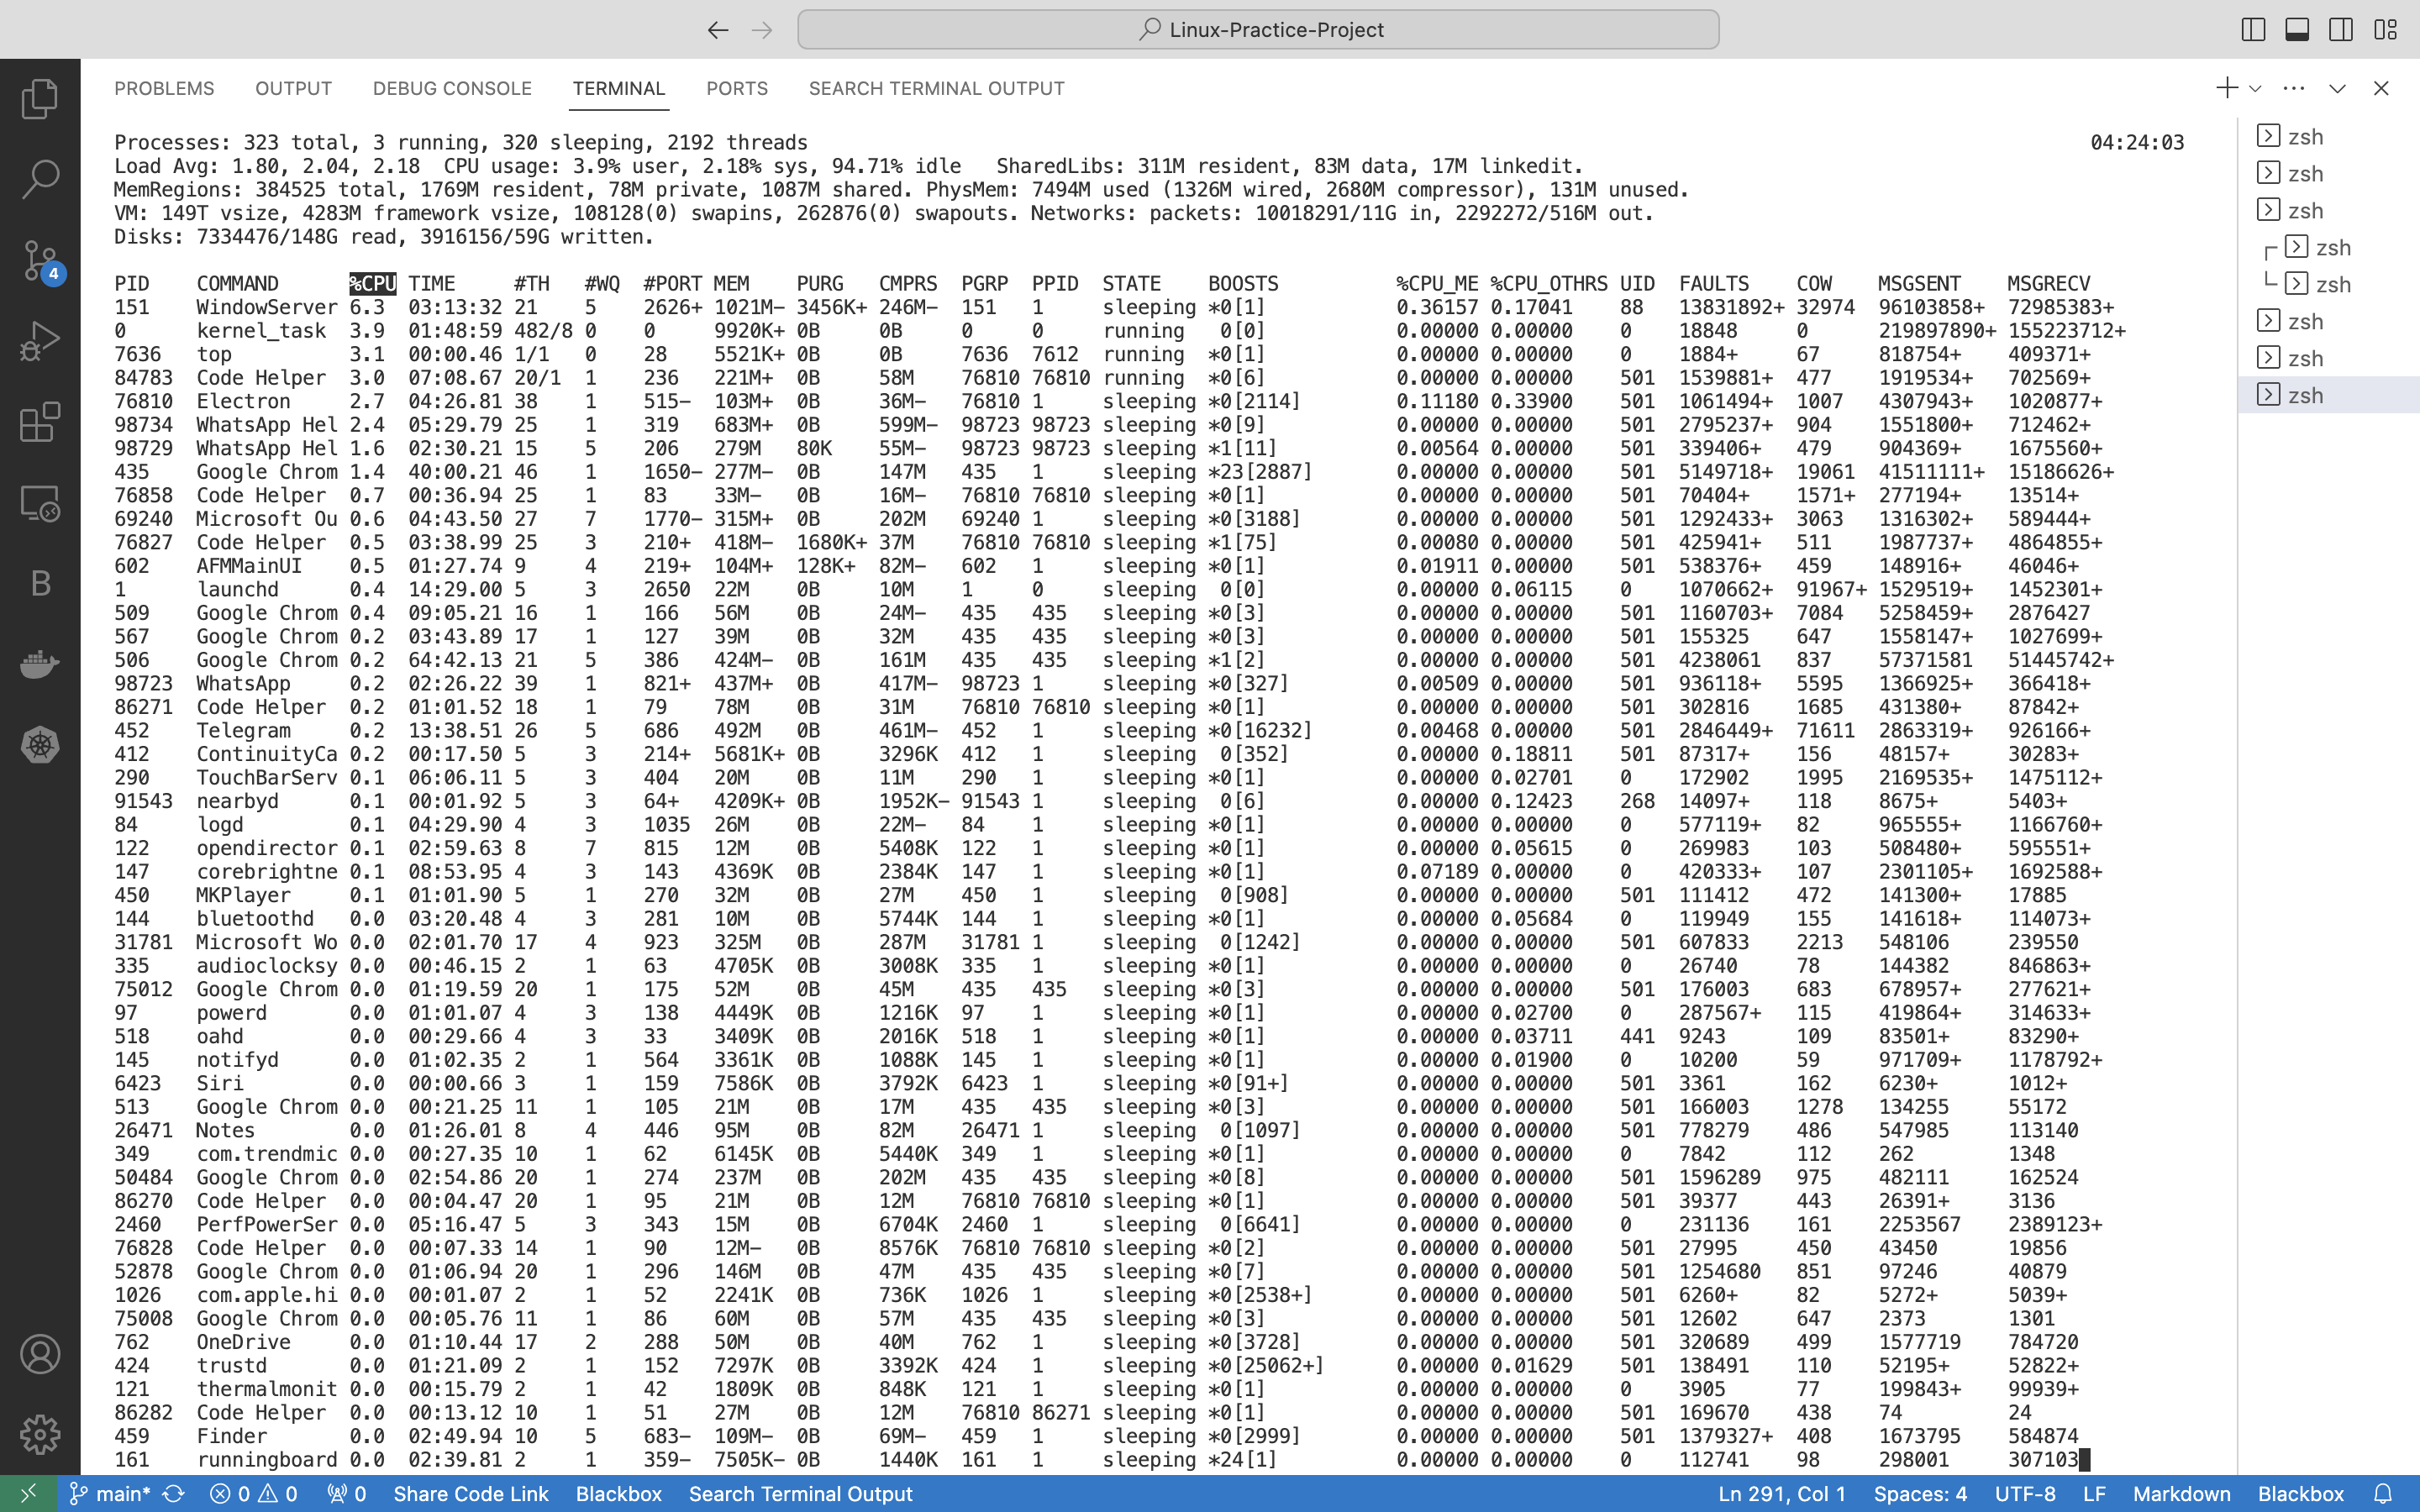 Linux-Practice-Project
PROBLEMS OUTPUT DEBUG CONSOLE TERMINAL PORTS SEARCH TERMINAL OUTPUT
Processes: 323 total, 3 running, 320 sleeping, 2192 threads 04:24:03
Load Avg: 1.80, 2.04, 2.18 CPU usage: 3.9% user, 2.18% sys, 94.71% idle SharedLibs: 311M resident, 83M data, 17M linkedit.
MemRegions: 384525 total, 1769M resident, 78M private, 1087M shared. PhysMem: 7494M used (1326M wired, 2680M compressor), 131M unused.
VM: 149T vsize, 4283M framework vsize, 108128(0) swapins, 262876(0) swapouts. Networks: packets: 10018291/11G in, 2292272/516M out.
Disks: 7334476/148G read, 3916156/59G written.
PID COMMAND %CPU TIME #TH #WQ #PORT MEM PURG CMPRS PGRP PPID STATE BOOSTS %CPU_ME %CPU_OTHRS UID FAULTS COW MSGSENT MSGRECV
151 WindowServer 6.3 03:13:32 21 5 2626+ 1021M- 3456K+ 246M- 151 1 sleeping *0[1] 0.36157 0.17041 88 13831892+ 32974 96103858+ 72985383+
0 kernel_task 3.9 01:48:59 482/8 0 0 9920K+ 0B 0B 0 0 running 0[0] 0.00000 0.00000 0 18848 0 219897890+ 155223712+
7636 top 3.1 00:00.46 1/1 0 28 5521K+ 0B 0B 7636 7612 running *0[1] 0.00000 0.00000 0 1884+ 67 818754+ 409371+
84783 Code Helper 3.0 07:08.67 20/1 1 236 221M+ 0B 58M 76810 76810 running *0[6] 0.00000 0.00000 501 1539881+ 477 1919534+ 702569+
76810 Electron 2.7 04:26.81 38 1 515- 103M+ 0B 36M- 76810 1 sleeping *0[2114] 0.11180 0.33900 501 1061494+ 1007 4307943+ 1020877+
98734 WhatsApp Hel 2.4 05:29.79 25 1 319 683M+ 0B 599M- 98723 98723 sleeping *0[9] 0.00000 0.00000 501 2795237+ 904 1551800+ 712462+
98729 WhatsApp Hel 1.6 02:30.21 15 5 206 279M 80K 55M- 98723 98723 sleeping *1[11] 0.00564 0.00000 501 339406+ 479 904369+ 1675560+
435 Google Chrom 1.4 40:00.21 46 1 1650- 277M- 0B 147M 435 1 sleeping *23[2887] 0.00000 0.00000 501 5149718+ 19061 41511111+ 15186626+
76858 Code Helper 0.7 00:36.94 25 1 83 33M- 0B 16M- 76810 76810 sleeping *0[1] 0.00000 0.00000 501 70404+ 1571+ 277194+ 13514+
69240 Microsoft Ou 0.6 04:43.50 27 7 1770- 315M+ 0B 202M 69240 1 sleeping *0[3188] 0.00000 0.00000 501 1292433+ 3063 1316302+ 589444+
76827 Code Helper 0.5 03:38.99 25 3 210+ 418M- 1680K+ 37M 76810 76810 sleeping *1[75] 0.00080 0.00000 501 425941+ 511 1987737+ 4864855+
602 AFMMainUI 0.5 01:27.74 9 4 219+ 104M+ 128K+ 82M- 602 1 sleeping *0[1] 0.01911 0.00000 501 538376+ 459 148916+ 46046+
1 launchd 0.4 14:29.00 5 3 2650 22M 0B 10M 1 0 sleeping 0[0] 0.00000 0.06115 0 1070662+ 91967+ 1529519+ 1452301+
509 Google Chrom 0.4 09:05.21 16 1 166 56M 0B 24M- 435 435 sleeping *0[3] 0.00000 0.00000 501 1160703+ 7084 5258459+ 2876427
567 Google Chrom 0.2 03:43.89 17 1 127 39M 0B 32M 435 435 sleeping *0[3] 0.00000 0.00000 501 155325 647 1558147+ 1027699+
506 Google Chrom 0.2 64:42.13 21 5 386 424M- 0B 161M 435 435 sleeping *1[2] 0.00000 0.00000 501 4238061 837 57371581 51445742+
98723 WhatsApp 0.2 02:26.22 39 1 821+ 437M+ 0B 417M- 98723 1 sleeping *0[327] 0.00509 0.00000 501 936118+ 5595 1366925+ 366418+
86271 Code Helper 0.2 01:01.52 18 1 79 78M 0B 31M 76810 76810 sleeping *0[1] 0.00000 0.00000 501 302816 1685 431380+ 87842+
452 Telegram 0.2 13:38.51 26 5 686 492M 0B 461M- 452 1 sleeping *0[16232] 0.00468 0.00000 501 2846449+ 71611 2863319+ 926166+
412 ContinuityCa 0.2 00:17.50 5 3 214+ 5681K+ 0B 3296K 412 1 sleeping 0[352] 0.00000 0.18811 501 87317+ 156 48157+ 30283+
290 TouchBarServ 0.1 06:06.11 5 3 404 20M 0B 11M 290 1 sleeping *0[1] 0.00000 0.02701 0 172902 1995 2169535+ 1475112+
91543 nearbyd 0.1 00:01.92 5 3 64+ 4209K+ 0B 1952K- 91543 1 sleeping 0[6] 0.00000 0.12423 268 14097+ 118 8675+ 5403+
84 logd 0.1 04:29.90 4 3 1035 26M 0B 22M- 84 1 sleeping *0[1] 0.00000 0.00000 0 577119+ 82 965555+ 1166760+
122 opendirector 0.1 02:59.63 8 7 815 12M 0B 5408K 122 1 sleeping *0[1] 0.00000 0.05615 0 269983 103 508480+ 595551+
147 corebrightne 0.1 08:53.95 4 3 143 4369K 0B 2384K 147 1 sleeping *0[1] 0.07189 0.00000 0 420333+ 107 2301105+ 1692588+
450 MKPlayer 0.1 01:01.90 5 1 270 32M 0B 27M 450 1 sleeping 0[908] 0.00000 0.00000 501 111412 472 141300+ 17885
144 bluetoothd 0.0 03:20.48 4 3 281 10M 0B 5744K 144 1 sleeping *0[1] 0.00000 0.05684 0 119949 155 141618+ 114073+
31781 Microsoft Wo 0.0 02:01.70 17 4 923 325M 0B 287M 31781 1 sleeping 0[1242] 0.00000 0.00000 501 607833 2213 548106 239550
335 audioclocksy 0.0 00:46.15 2 1 63 4705K 0B 3008K 335 1 sleeping *0[1] 0.00000 0.00000 0 26740 78 144382 846863+
75012 Google Chrom 0.0 01:19.59 20 1 175 52M 0B 45M 435 435 sleeping *0[3] 0.00000 0.00000 501 176003 683 678957+ 277621+
97 powerd 0.0 01:01.07 4 3 138 4449K 0B 1216K 97 1 sleeping *0[1] 0.00000 0.02700 0 287567+ 115 419864+ 314633+
518 oahd 0.0 00:29.66 4 3 33 3409K 0B 2016K 518 1 sleeping *0[1] 0.00000 0.03711 441 9243 109 83501+ 83290+
145 notifyd 0.0 01:02.35 2 1 564 3361K 0B 1088K 145 1 sleeping *0[1] 0.00000 0.01900 0 10200 59 971709+ 1178792+
6423 Siri 0.0 00:00.66 3 1 159 7586K 0B 3792K 6423 1 sleeping *0[91+] 0.00000 0.00000 501 3361 162 6230+ 1012+
513 Google Chrom 0.0 00:21.25 11 1 105 21M 0B 17M 435 435 sleeping *0[3] 0.00000 0.00000 501 166003 1278 134255 55172
26471 Notes 0.0 01:26.01 8 4 446 95M 0B 82M 26471 1 sleeping 0[1097] 0.00000 0.00000 501 778279 486 547985 113140
349 com.trendmic 0.0 00:27.35 10 1 62 6145K 0B 5440K 349 1 sleeping *0[1] 0.00000 0.00000 0 7842 112 262 1348
50484 Google Chrom 0.0 02:54.86 20 1 274 237M 0B 202M 435 435 sleeping *0[8] 0.00000 0.00000 501 1596289 975 482111 162524
86270 Code Helper 0.0 00:04.47 20 1 95 21M 0B 12M 76810 76810 sleeping *0[1] 0.00000 0.00000 501 39377 443 26391+ 3136
2460 PerfPowerSer 0.0 05:16.47 5 3 343 15M 0B 6704K 2460 1 sleeping 0[6641] 0.00000 0.00000 0 231136 161 2253567 2389123+
76828 Code Helper 0.0 00:07.33 14 1 90 12M- 0B 8576K 76810 76810 sleeping *0[2] 0.00000 0.00000 501 27995 450 43450 19856
52878 Google Chrom 0.0 01:06.94 20 1 296 146M 0B 47M 435 435 sleeping *0[7] 0.00000 0.00000 501 1254680 851 97246 40879
1026 com.apple.hi 0.0 00:01.07 2 1 52 2241K 0B 736K 1026 1 sleeping *0[2538+] 0.00000 0.00000 501 6260+ 82 5272+ 5039+
75008 Google Chrom 0.0 00:05.76 11 1 86 60M 0B 57M 435 435 sleeping *0[3] 0.00000 0.00000 501 12602 647 2373 1301
762 OneDrive 0.0 01:10.44 17 2 288 50M 0B 40M 762 1 sleeping *0[3728] 0.00000 0.00000 501 320689 499 1577719 784720
424 trustd 0.0 01:21.09 2 1 152 7297K 0B 3392K 424 1 sleeping *0[25062+] 0.00000 0.01629 501 138491 110 52195+ 52822+
121 thermalmonit 0.0 00:15.79 2 1 42 1809K 0B 848K 121 1 sleeping *0[1] 0.00000 0.00000 0 3905 77 199843+ 99939+
86282 Code Helper 0.0 00:13.12 10 1 51 27M 0B 12M 76810 86271 sleeping *0[1] 0.00000 0.00000 501 169670 438 74 24
459 Finder 0.0 02:49.94 10 5 683- 109M- 0B 69M- 459 1 sleeping *0[2999] 0.00000 0.00000 501 1379327+ 408 1673795 584874
161 runningboard 0.0 02:39.81 2 1 359- 7505K- 0B 1440K 161 1 sleeping *24[1] 0.00000 0.00000 0 112741 98 298001 307103
zsh
zsh
zsh
zsh
zsh
zsh
zsh
zsh
4
B
main* 0 0 0 Share Code Link Blackbox Search Terminal Output Ln 291, Col 1 Spaces: 4 UTF-8 LF Markdown Blackbox